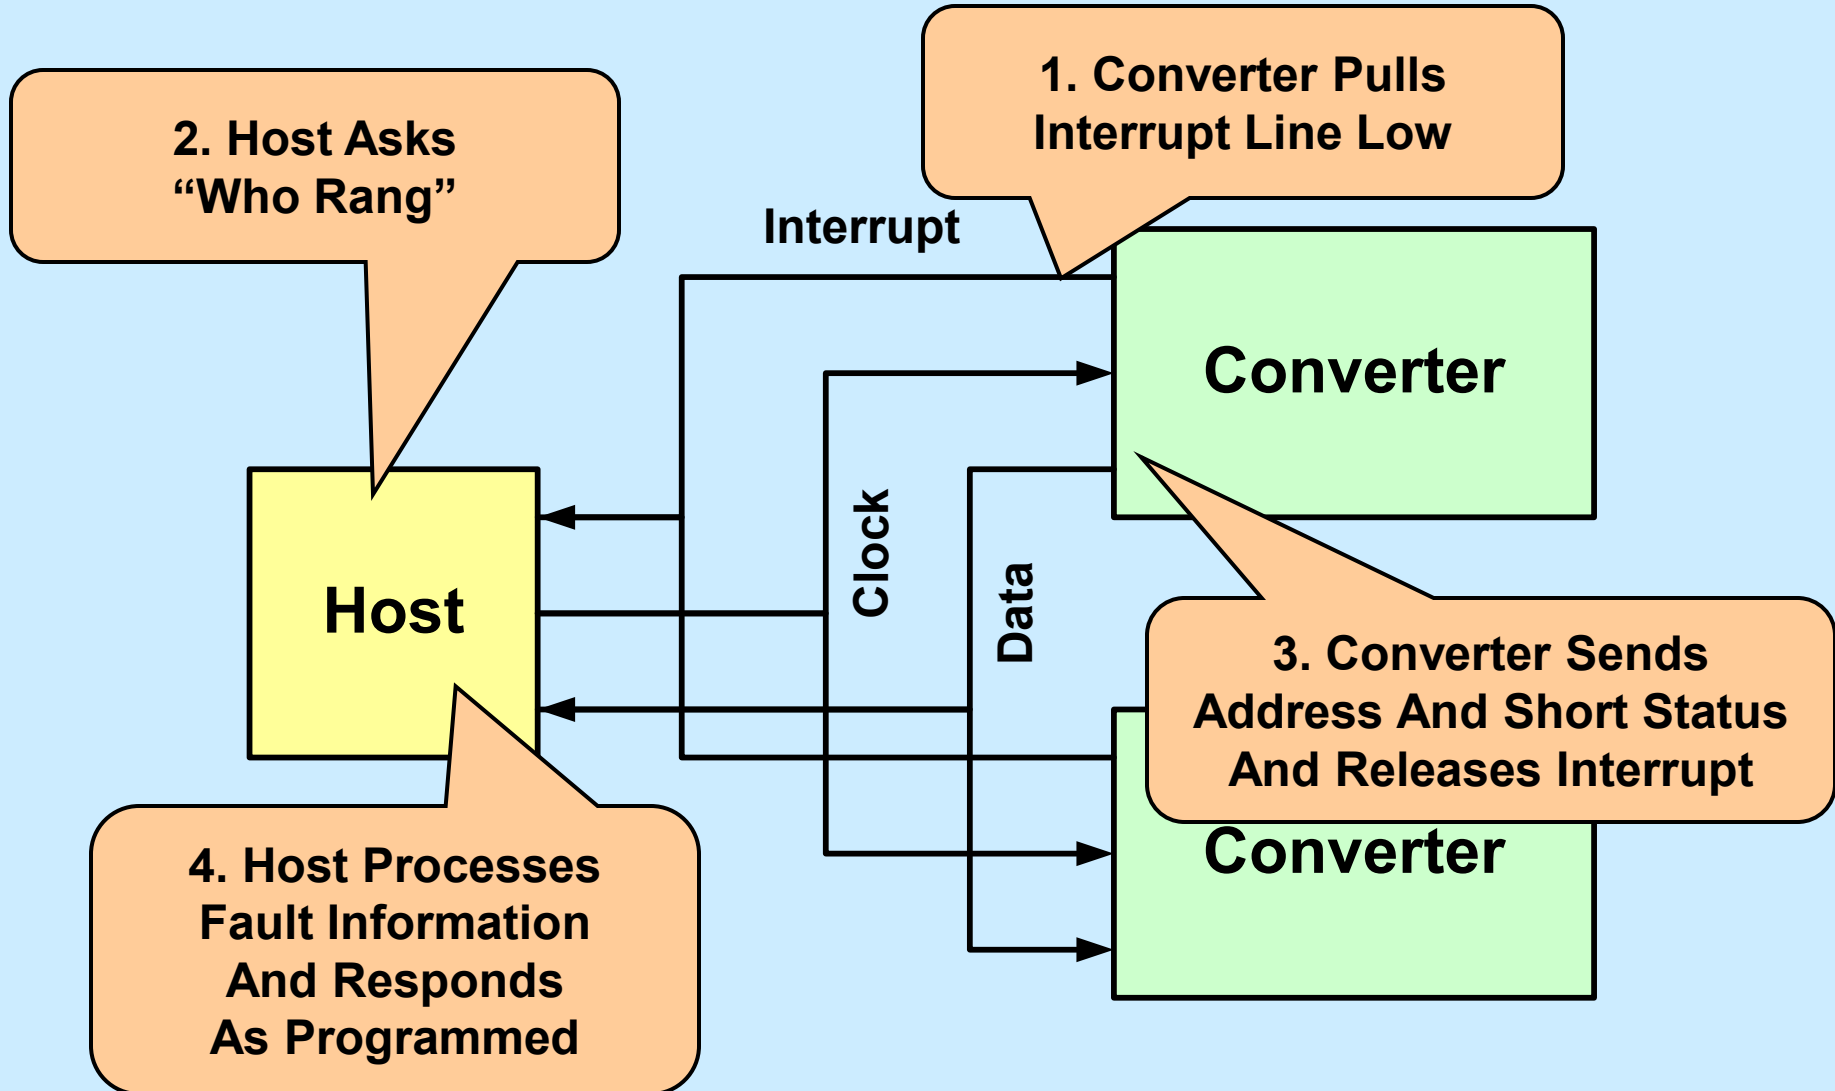 1. Converter Pulls
Interrupt Line Low
2. Host Asks
“Who Rang”
Interrupt
Converter
Clock
Data
Host
3. Converter Sends
Address And Short Status
And Releases Interrupt
Converter
4. Host Processes
Fault Information
And Responds
As Programmed